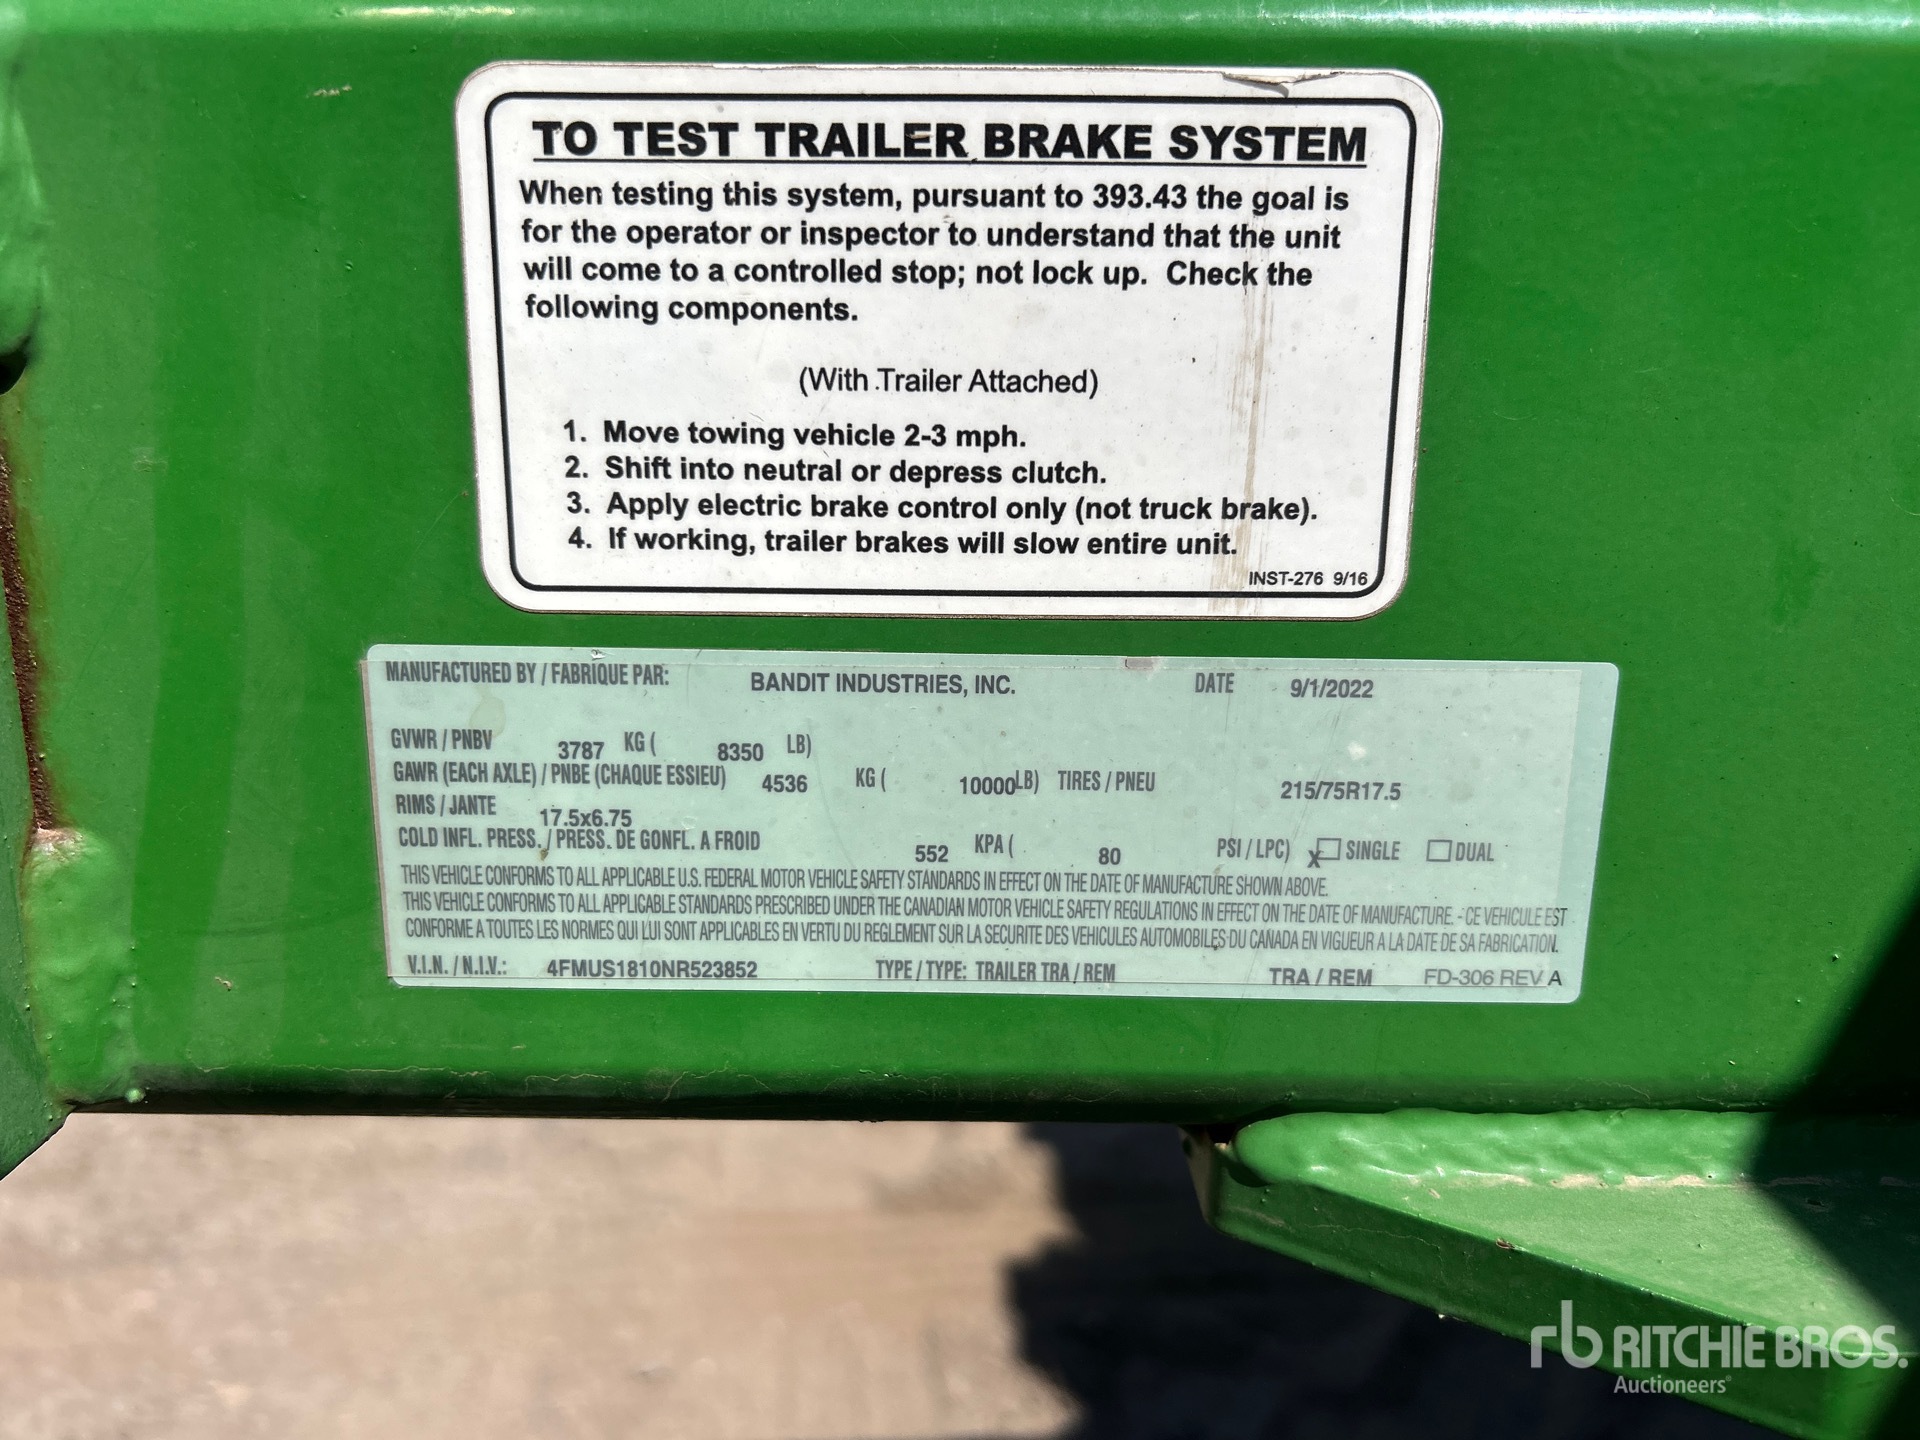 TO TEST TRAILER BRAKE SYSTEM
When testing this system, pursuant to 393.43 the goal is
for the operator or inspector to understand that the unit
will come to a controlled stop; not lock up. Check the
following components.
(With Trailer Attached)
1. Move towing vehicle 2-3 mph.
2. Shift into neutral or depress clutch.
3. Apply electric brake control only (not truck brake).
4. If working, trailer brakes will slow entire unit.
INST-276 9/16
MANUFACTURED BY / FABRIQUE PAR: BANDIT INDUSTRIES, INC. DATE 9/1/2022
GVWR / PNBV 3787 KG ( 8350 LB)
GAWR (EACH AXLE) / PNBE (CHAQUE ESSIEU) 4536 KG ( 10000 LB) TIRES / PNEU 215/75R17.5
RIMS / JANTE 17.5x6.75
COLD INFL. PRESS. / PRESS. DE GONFL. A FROID 552 KPA ( 80 PSI / LPC) X SINGLE DUAL
THIS VEHICLE CONFORMS TO ALL APPLICABLE U.S. FEDERAL MOTOR VEHICLE SAFETY STANDARDS IN EFFECT ON THE DATE OF MANUFACTURE SHOWN ABOVE.
THIS VEHICLE CONFORMS TO ALL APPLICABLE STANDARDS PRESCRIBED UNDER THE CANADIAN MOTOR VEHICLE SAFETY REGULATIONS IN EFFECT ON THE DATE OF MANUFACTURE. - CE VEHICULE EST
CONFORME A TOUTES LES NORMES QUI LUI SONT APPLICABLES EN VERTU DU REGLEMENT SUR LA SECURITE DES VEHICULES AUTOMOBILES DU CANADA EN VIGUEUR A LA DATE DE SA FABRICATION.
V.I.N. / N.I.V.: 4FMUS1810NR523852 TYPE / TYPE: TRAILER TRA / REM TRA / REM FD-306 REV A
rb RITCHIE BROS.
Auctioneers